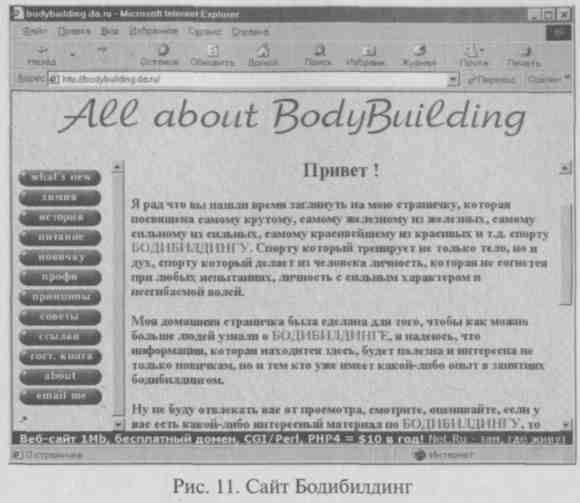 bodybuilding.da.ru - Microsoft Internet Explorer
Файл Правка Вид Избранное Сервис Справка
Назад Останов Обновить Домой Поиск Избранное Журнал Почта Печать
Адрес http://bodybuilding.da.ru/ Переход Ссылки
All about BodyBuilding
what's new
химия
история
питание
новичку
профи
принципы
советы
ссылки
гост. книга
about
email me
Привет !
Я рад что вы нашли время заглянуть на мою страничку, которая
посвящена самому крутому, самому железному из железных, самому
сильному из сильных, самому красивейшему из красивых и т.д. спорту
БОДИБИЛДИНГУ. Спорту который тренирует не только тело, но и
дух, спорту который делает из человека личность, которая не согнется
при любых испытаниях, личность с сильным характером и
несгибаемой волей.
Моя домашняя страничка была сделана для того, чтобы как можно
больше людей узнали о БОДИБИЛДИНГЕ, я надеюсь, что
информация, которая находится здесь, будет полезна и интересна не
только новичкам, но и тем кто уже имеет какой-либо опыт в занятиях
бодибилдингом.
Ну не буду отвлекать вас от просмотра, смотрите, оценивайте, если у
вас есть какой-либо интересный материал по БОДИБИЛДИНГУ, то
Веб-сайт 1Mb, бесплатный домен, CGI/Perl, PHP4 = $10 в год! Net.Ru - там, где живут
О страничке Интернет
Рис. 11. Сайт Бодибилдинг